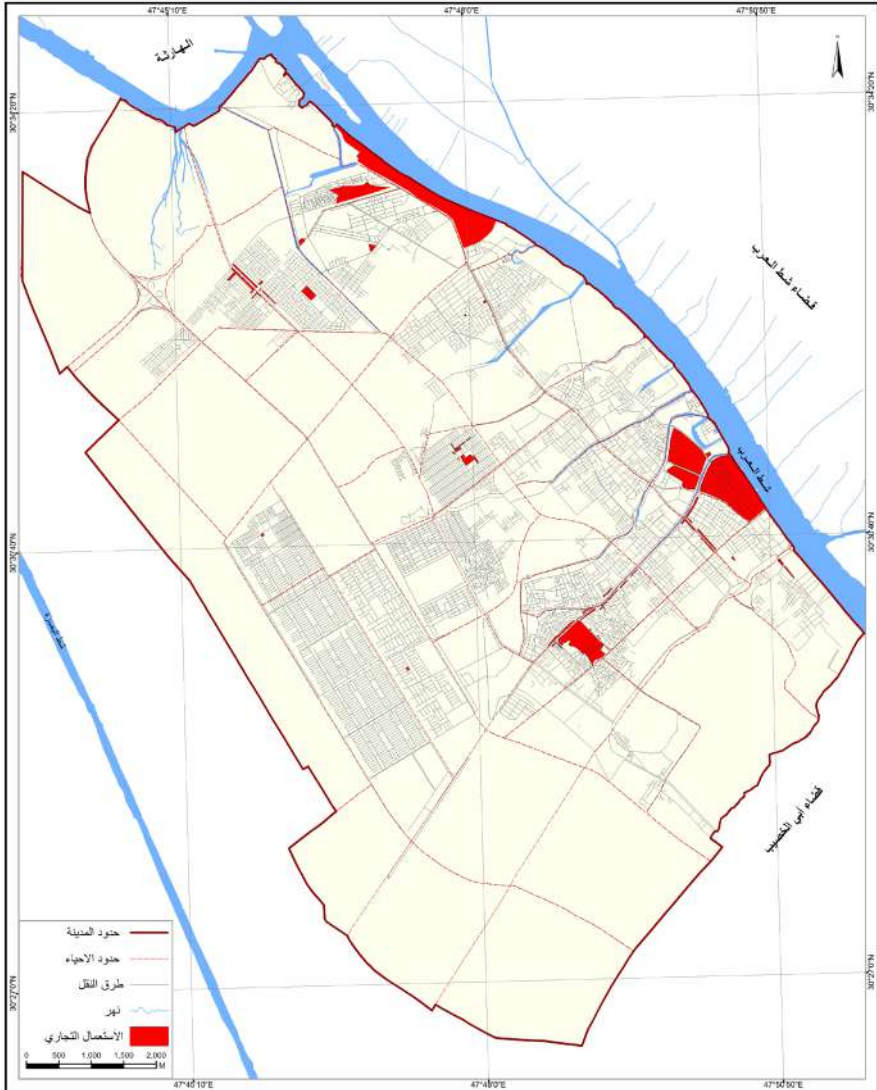 47°45'10"E
47°48'0"E
47°50'50"E
N
الهارثة
30°34'20"N
30°34'20"N
قضاء شط العرب
شط العرب
30°30'40"N
30°30'40"N
شط البصرة
قضاء أبي الخصيب
حدود المدينة
حدود الاحياء
طرق النقل
نهر
الاستعمال التجاري
0 500 1,000 1,500 2,000
M
30°27'0"N
30°27'0"N
47°45'10"E
47°48'0"E
47°50'50"E